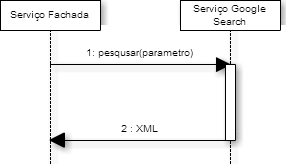 Serviço Fachada
Serviço Google
Search
1: pesqusar(parametro)
2 : XML